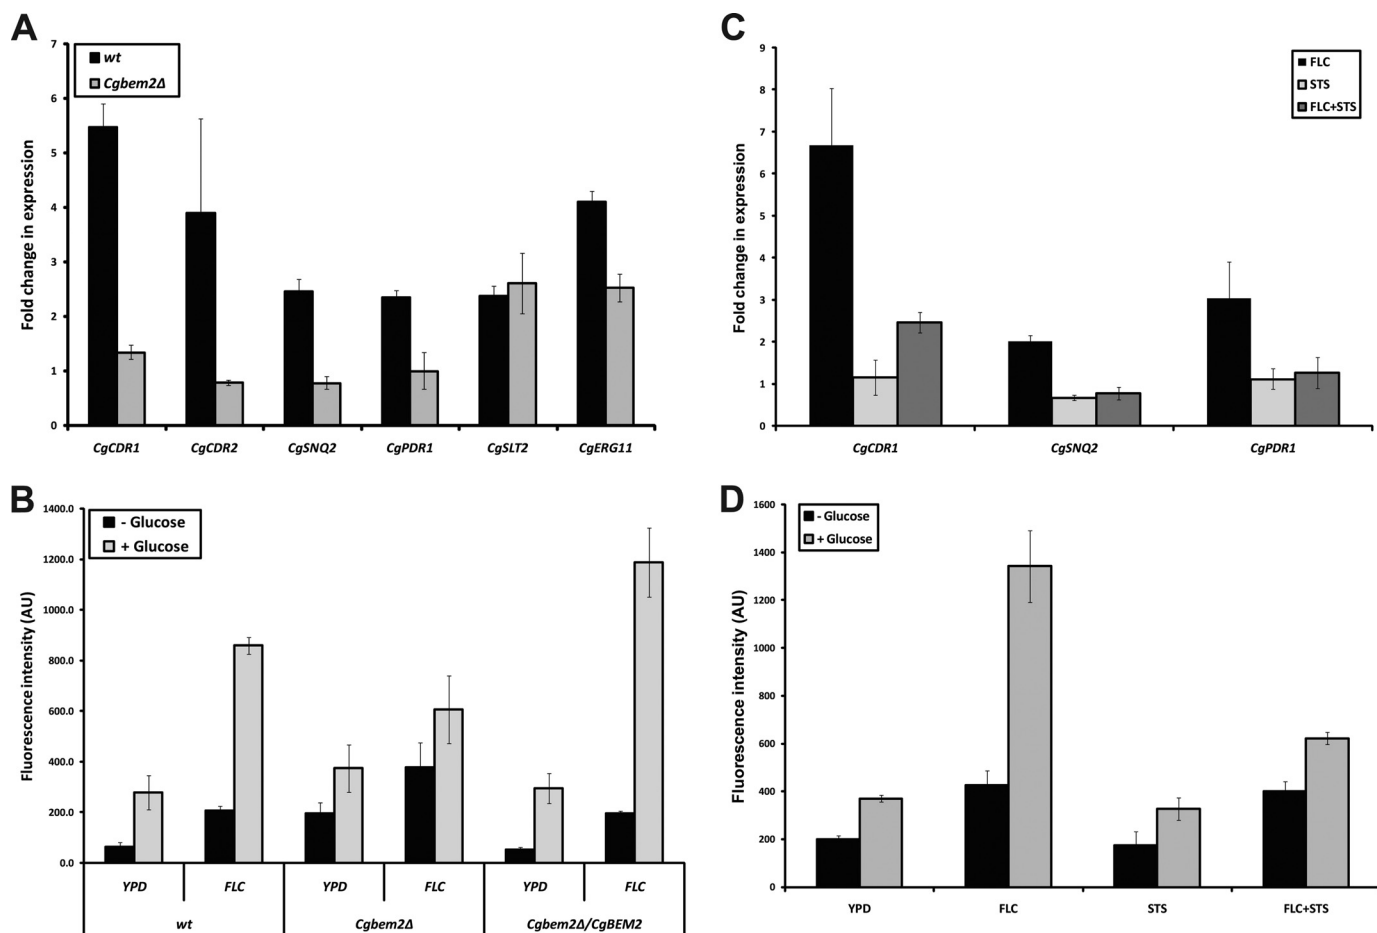 A
7
6
5
4
3
2
1
0
Fold change in expression
wt
Cgbem2Δ
CgCDR1 CgCDR2 CgSNQ2 CgPDR1 CgSLT2 CgERG11
C
9
8
7
6
5
4
3
2
1
0
Fold change in expression
FLC
STS
FLC+STS
CgCDR1 CgSNQ2 CgPDR1
B
1400.0
1200.0
1000.0
800.0
600.0
400.0
200.0
0.0
Fluorescence intensity (AU)
- Glucose
+ Glucose
YPD FLC YPD FLC YPD FLC
wt Cgbem2Δ Cgbem2Δ/CgBEM2
D
1600
1400
1200
1000
800
600
400
200
0
Fluorescence intensity (AU)
- Glucose
+ Glucose
YPD FLC STS FLC+STS